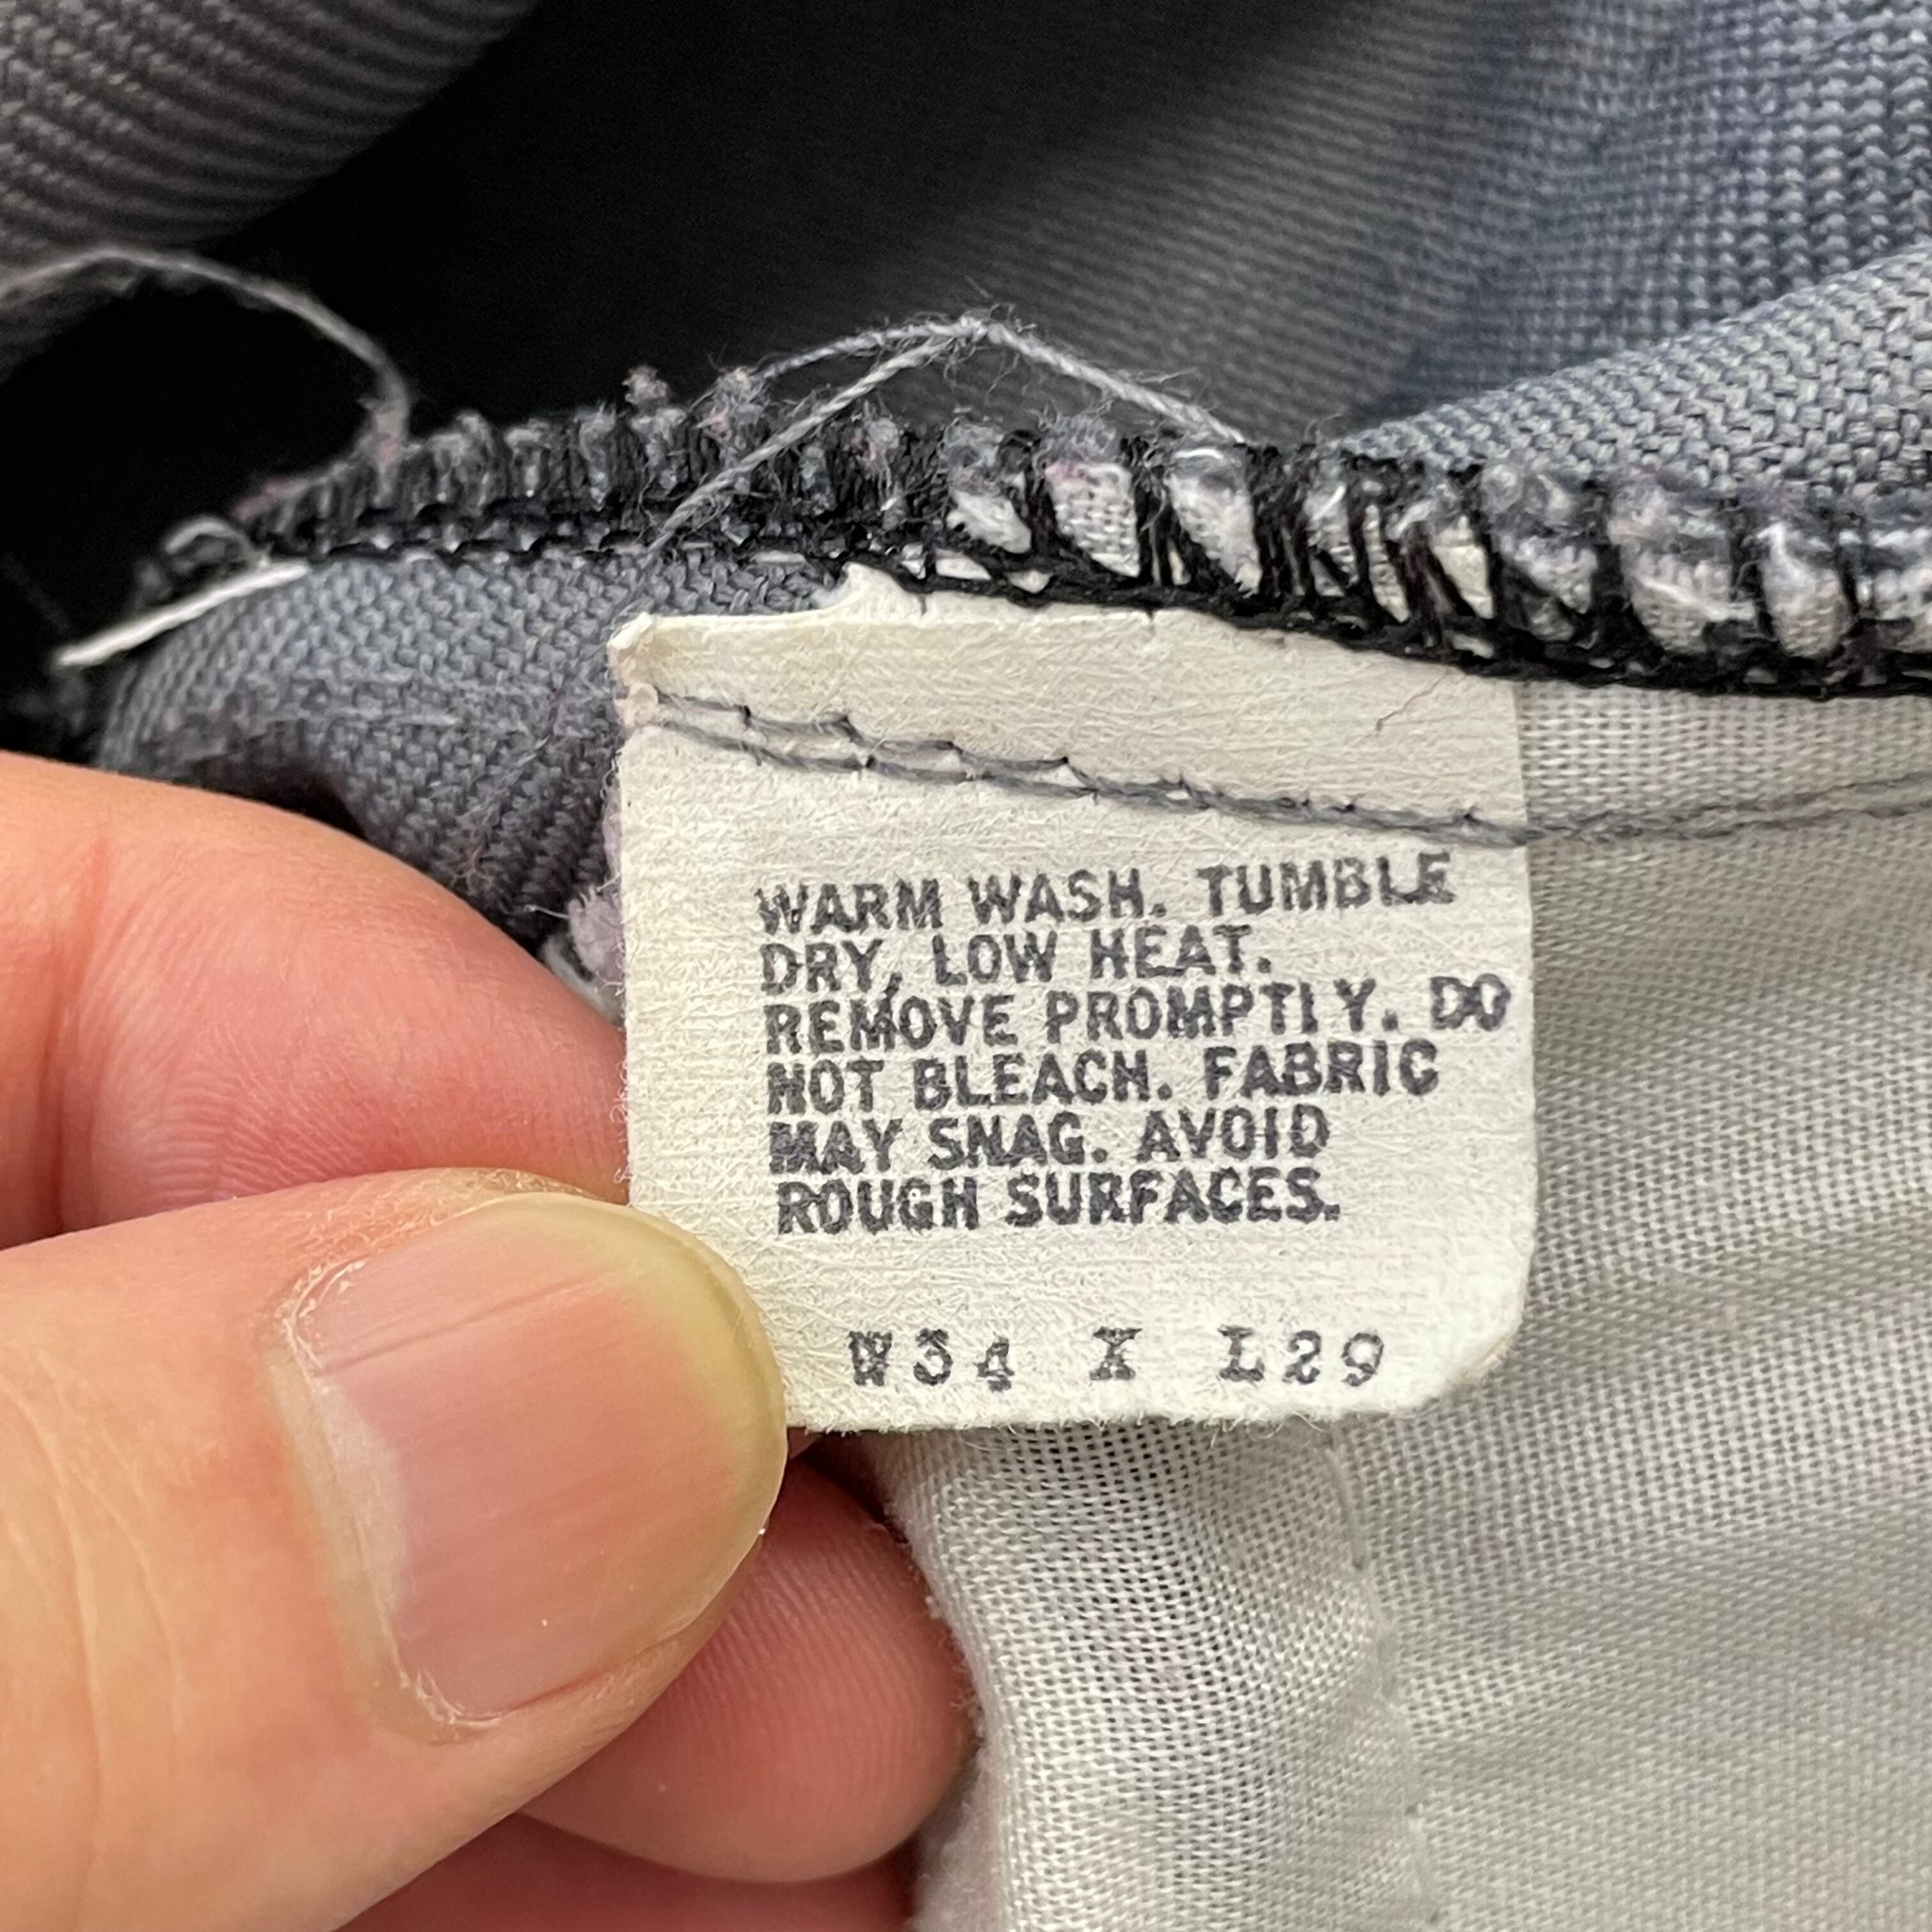 WARM WASH. TUMBLE
DRY, LOW HEAT.
REMOVE PROMPTLY. DO
NOT BLEACH. FABRIC
MAY SNAG. AVOID
ROUGH SURFACES.
W34 X L29